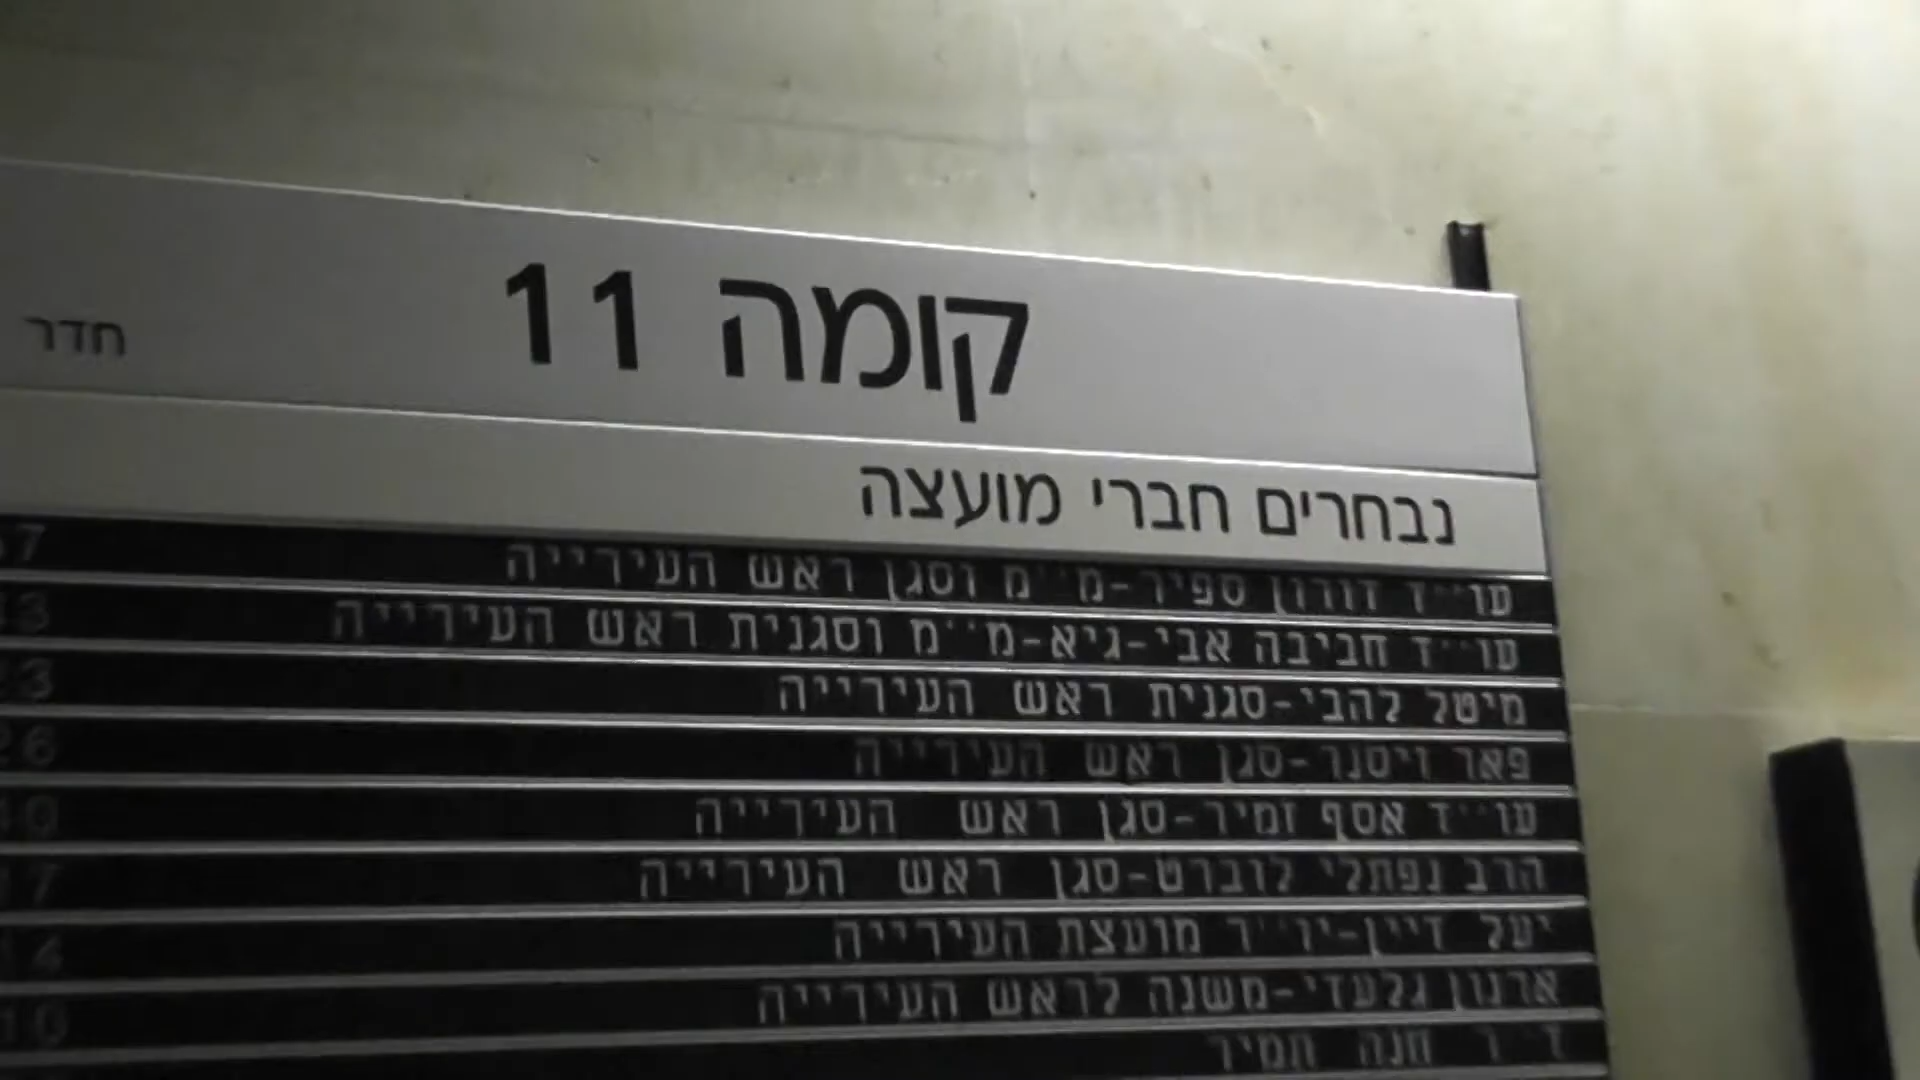 קומה 11 חדר
נבחרים חברי מועצה
עו''ד דורון ספיר-מ''מ וסגן ראש העירייה
עו''ד חביבה אבי-גיא-מ''מ וסגנית ראש העירייה
מיטל להבי-סגנית ראש העירייה
פאר ויסנר-סגן ראש העירייה
עו''ד אסף זמיר-סגן ראש העירייה
הרב נפתלי לוברט-סגן ראש העירייה
יעל דיין-יו''ר מועצת העירייה
ארנון גלעדי-משנה לראש העירייה
ד''ר חנה תמיר